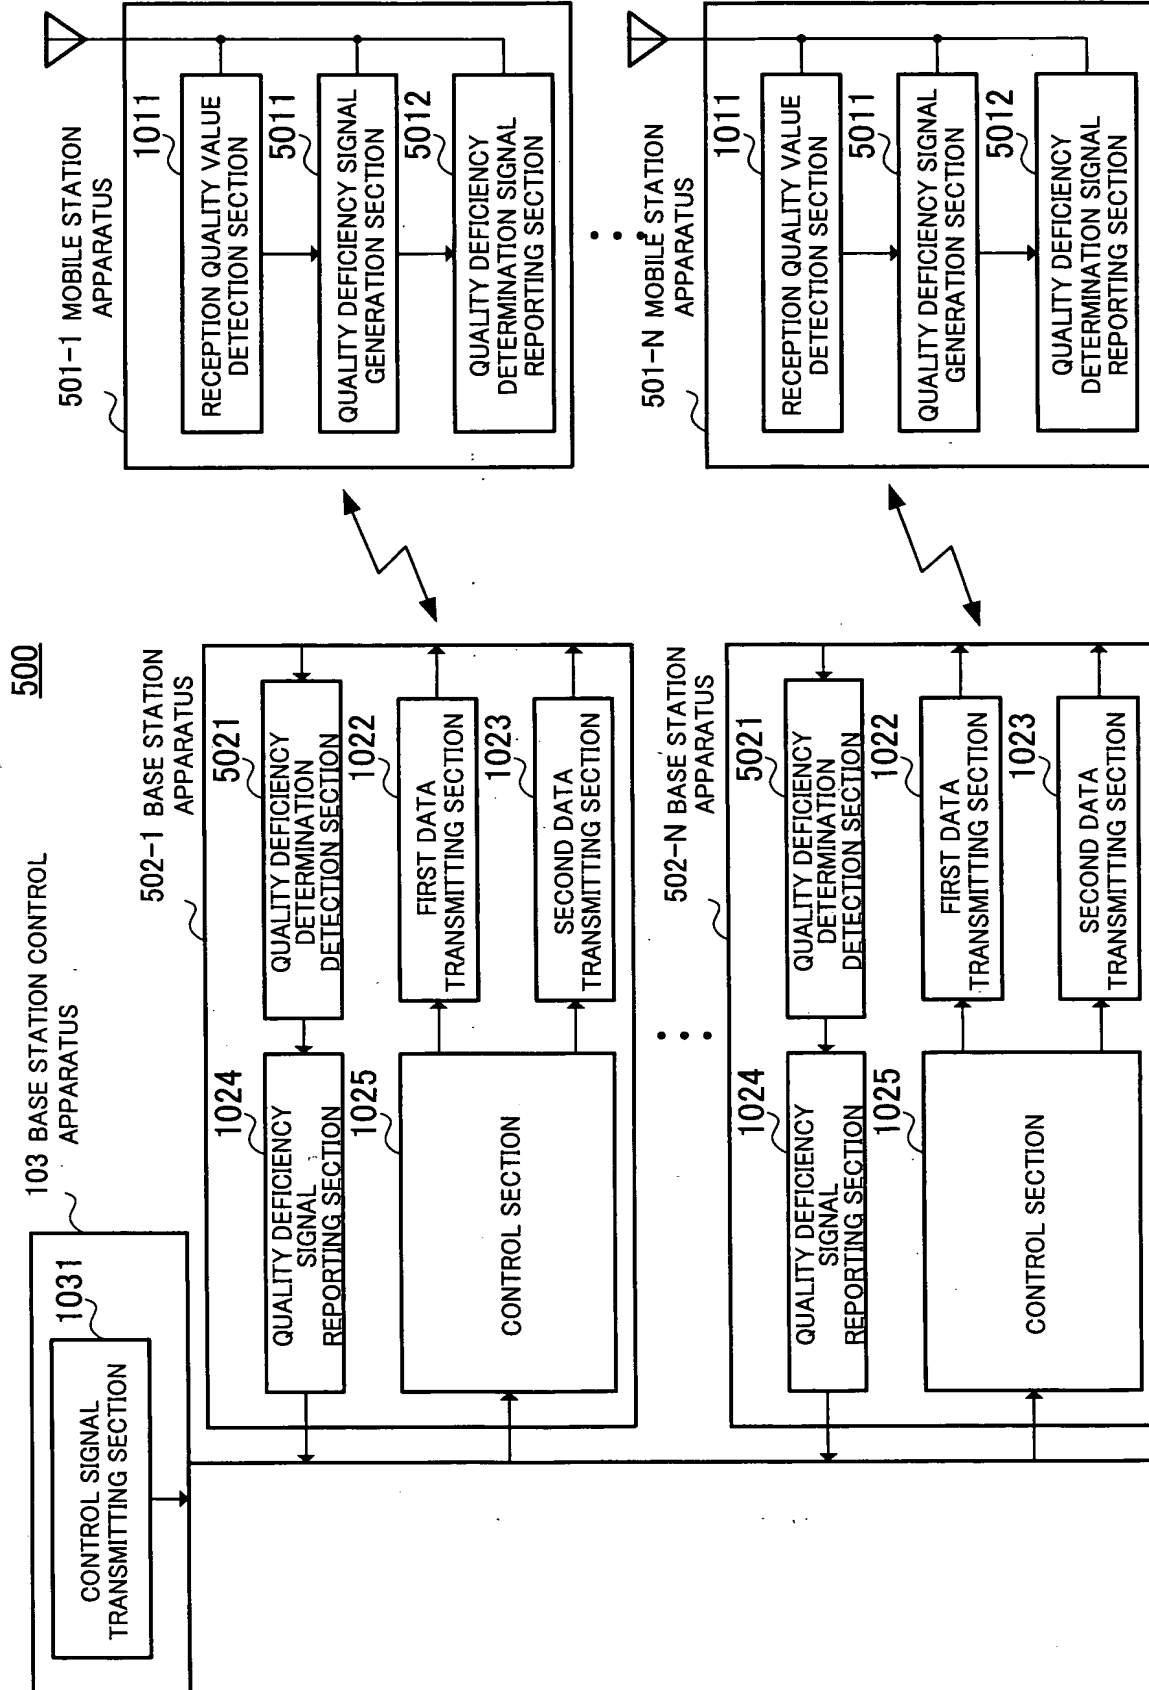 500
103 BASE STATION CONTROL
APPARATUS
1031
CONTROL SIGNAL
TRANSMITTING SECTION
502-1 BASE STATION
APPARATUS
1024
QUALITY DEFICIENCY
SIGNAL
REPORTING SECTION
5021
QUALITY DEFICIENCY
DETERMINATION
DETECTION SECTION
1025
CONTROL SECTION
1022
FIRST DATA
TRANSMITTING SECTION
1023
SECOND DATA
TRANSMITTING SECTION
501-1 MOBILE STATION
APPARATUS
1011
RECEPTION QUALITY VALUE
DETECTION SECTION
5011
QUALITY DEFICIENCY SIGNAL
GENERATION SECTION
5012
QUALITY DEFICIENCY
DETERMINATION SIGNAL
REPORTING SECTION
502-N BASE STATION
APPARATUS
1024
QUALITY DEFICIENCY
SIGNAL
REPORTING SECTION
5021
QUALITY DEFICIENCY
DETERMINATION
DETECTION SECTION
1025
CONTROL SECTION
1022
FIRST DATA
TRANSMITTING SECTION
1023
SECOND DATA
TRANSMITTING SECTION
501-N MOBILE STATION
APPARATUS
1011
RECEPTION QUALITY VALUE
DETECTION SECTION
5011
QUALITY DEFICIENCY SIGNAL
GENERATION SECTION
5012
QUALITY DEFICIENCY
DETERMINATION SIGNAL
REPORTING SECTION